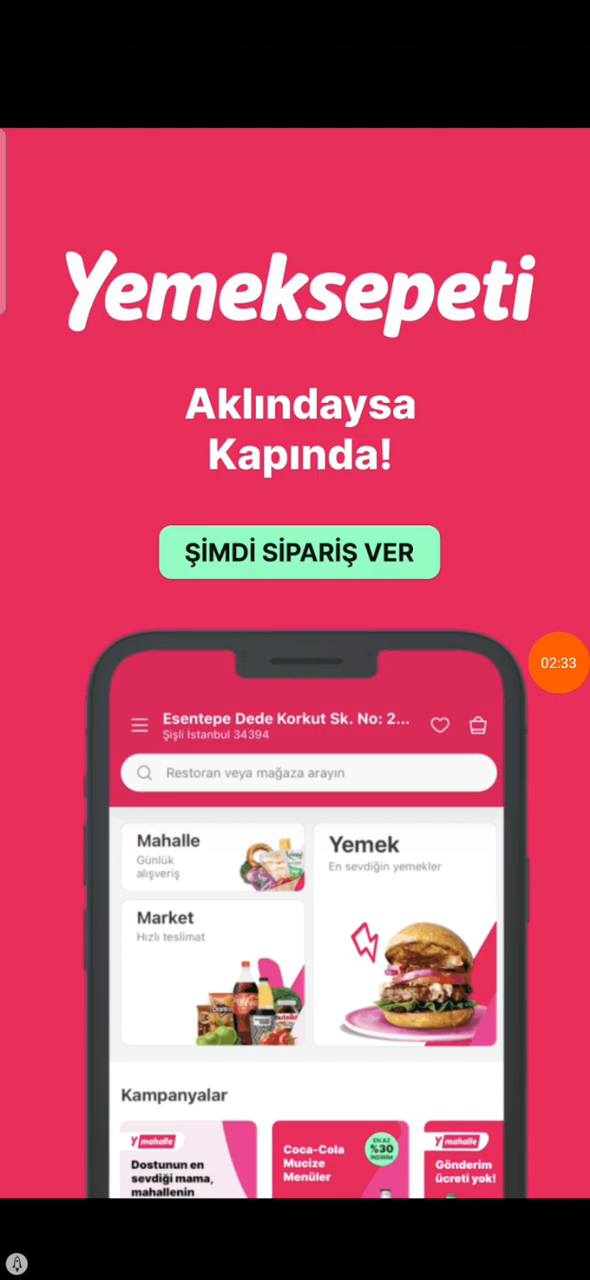 Yemeksepeti
Aklındaysa
Kapında!
ŞİMDİ SİPARİŞ VER
02:33
Esentepe Dede Korkut Sk. No: 2...
Şişli İstanbul 34394
Restoran veya mağaza arayın
Mahalle
Günlük
alışveriş
Yemek
En sevdiğin yemekler
Market
Hızlı teslimat
Kampanyalar
Y mahalle
Dostunun en
sevdiği mama,
mahallenin
Coca-Cola
Mucize
Menüler
EN AZ
%30
İNDİRİM
Y mahalle
Gönderim
ücreti yok!